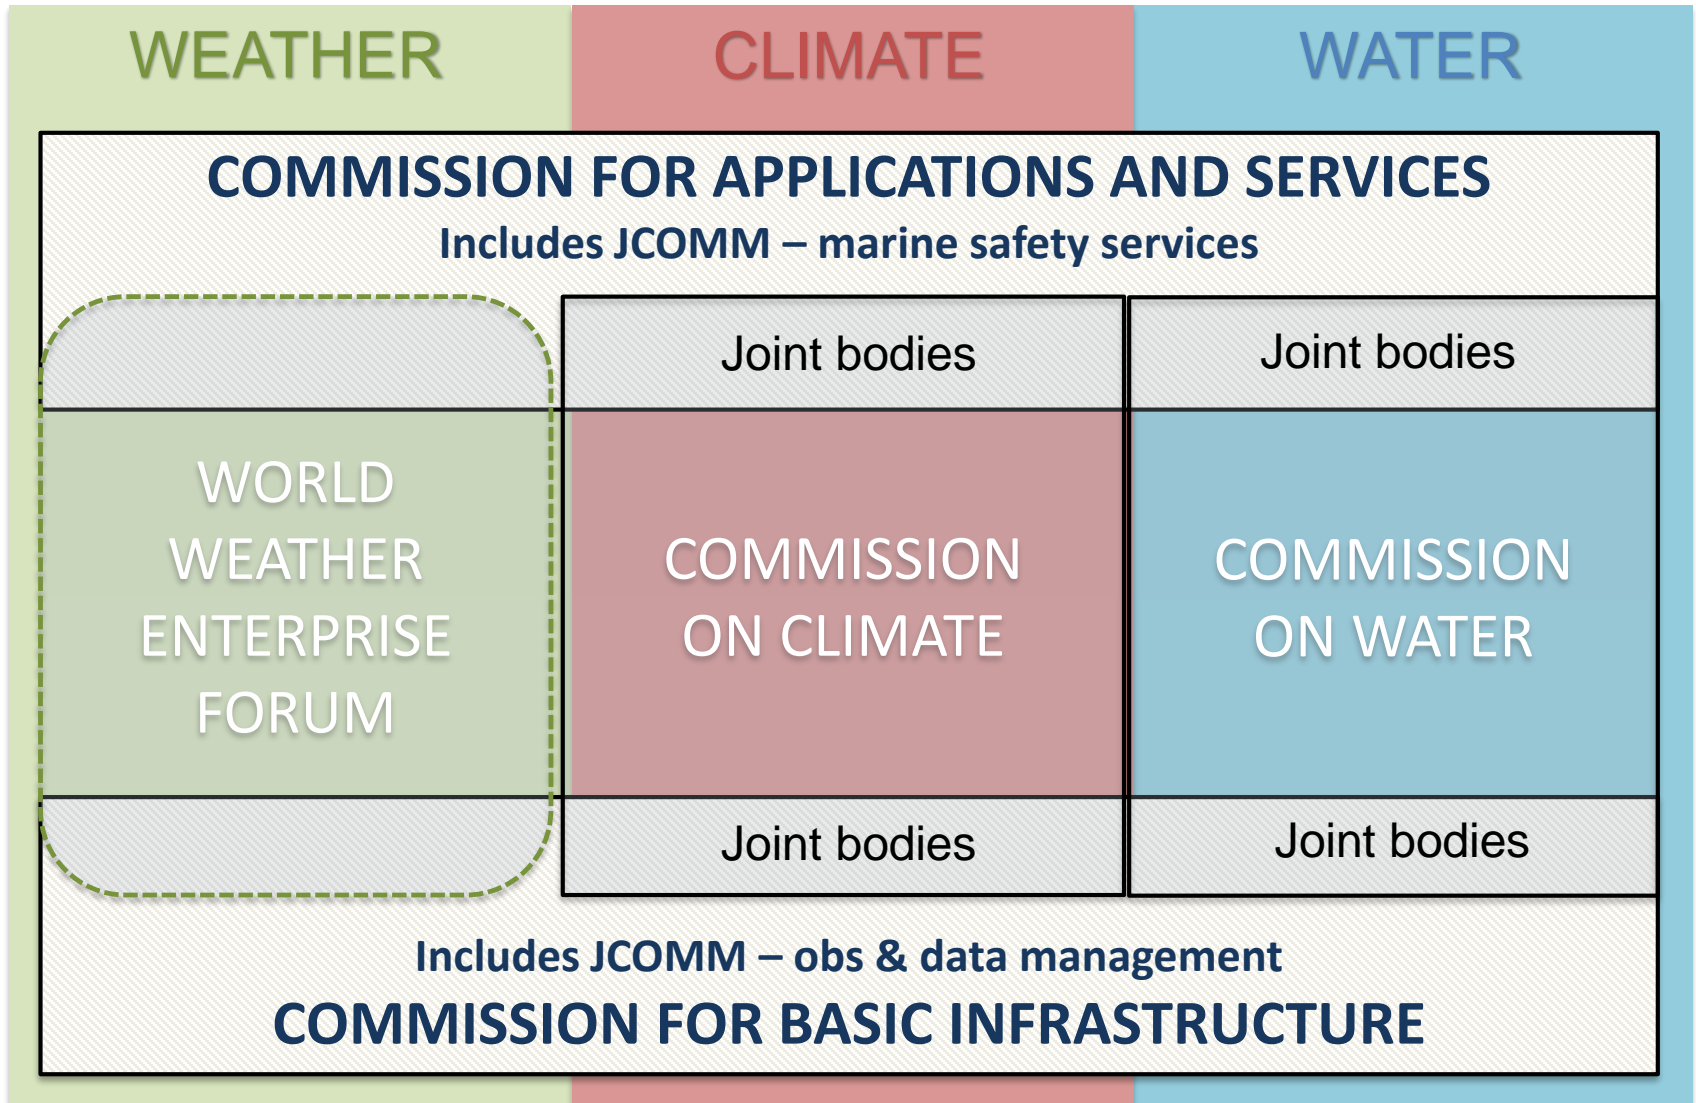 WEATHER
CLIMATE
WATER
COMMISSION FOR APPLICATIONS AND SERVICES
Includes JCOMM – marine safety services
Joint bodies
Joint bodies
WORLD
WEATHER
ENTERPRISE
FORUM
COMMISSION
ON CLIMATE
COMMISSION
ON WATER
Joint bodies
Joint bodies
Includes JCOMM – obs & data management
COMMISSION FOR BASIC INFRASTRUCTURE